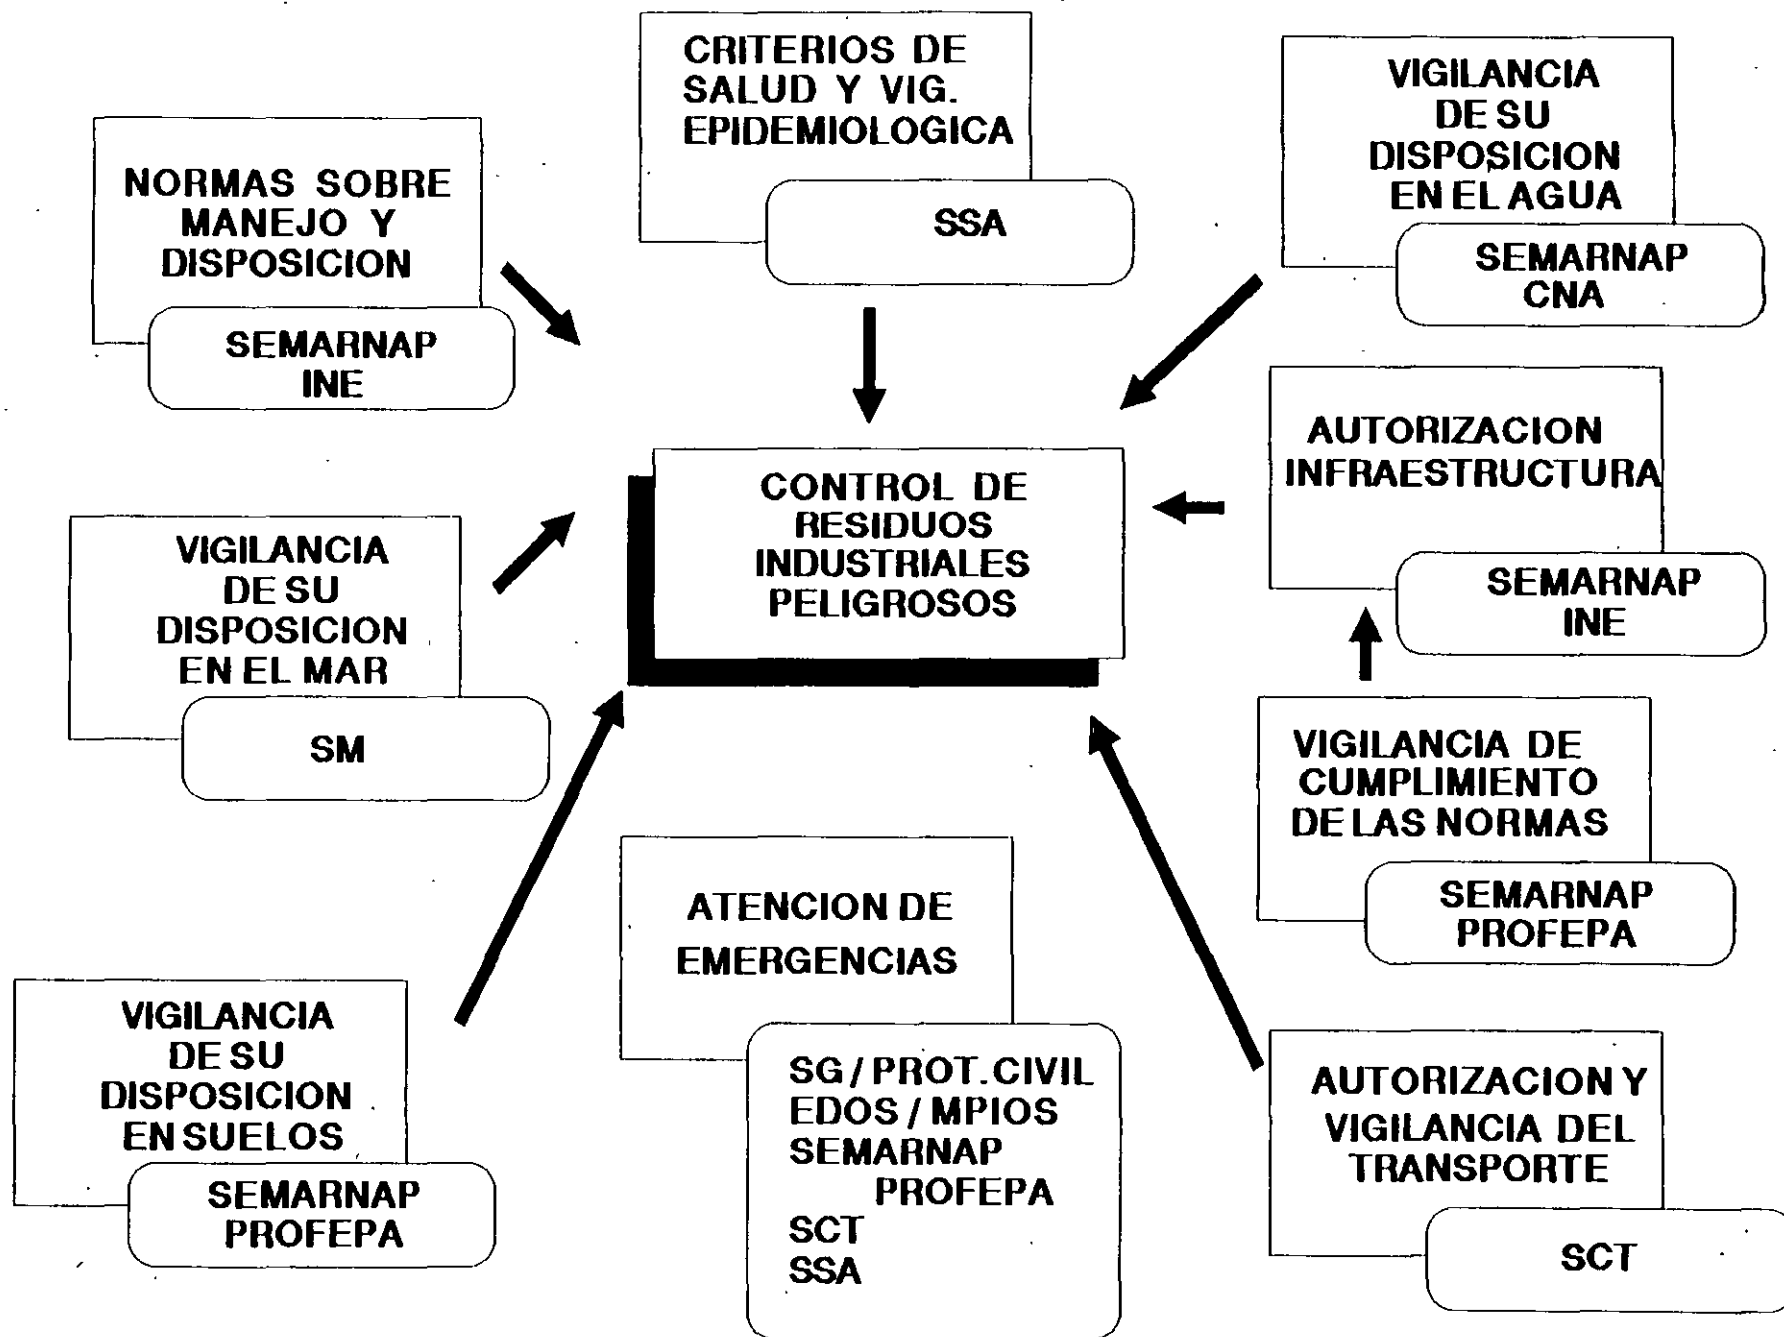 CRITERIOS DE
SALUD Y VIG.
EPIDEMIOLOGICA
SSA
VIGILANCIA
DE SU
DISPOSICION
EN EL AGUA
SEMARNAP
CNA
NORMAS SOBRE
MANEJO Y
DISPOSICION
SEMARNAP
INE
AUTORIZACION
INFRAESTRUCTURA
SEMARNAP
INE
CONTROL DE
RESIDUOS
INDUSTRIALES
PELIGROSOS
VIGILANCIA
DE SU
DISPOSICION
EN EL MAR
SM
VIGILANCIA DE
CUMPLIMIENTO
DE LAS NORMAS
SEMARNAP
PROFEPA
ATENCION DE
EMERGENCIAS
SG / PROT. CIVIL
EDOS / MPIOS
SEMARNAP
PROFEPA
SCT
SSA
VIGILANCIA
DE SU
DISPOSICION
EN SUELOS
SEMARNAP
PROFEPA
AUTORIZACION Y
VIGILANCIA DEL
TRANSPORTE
SCT